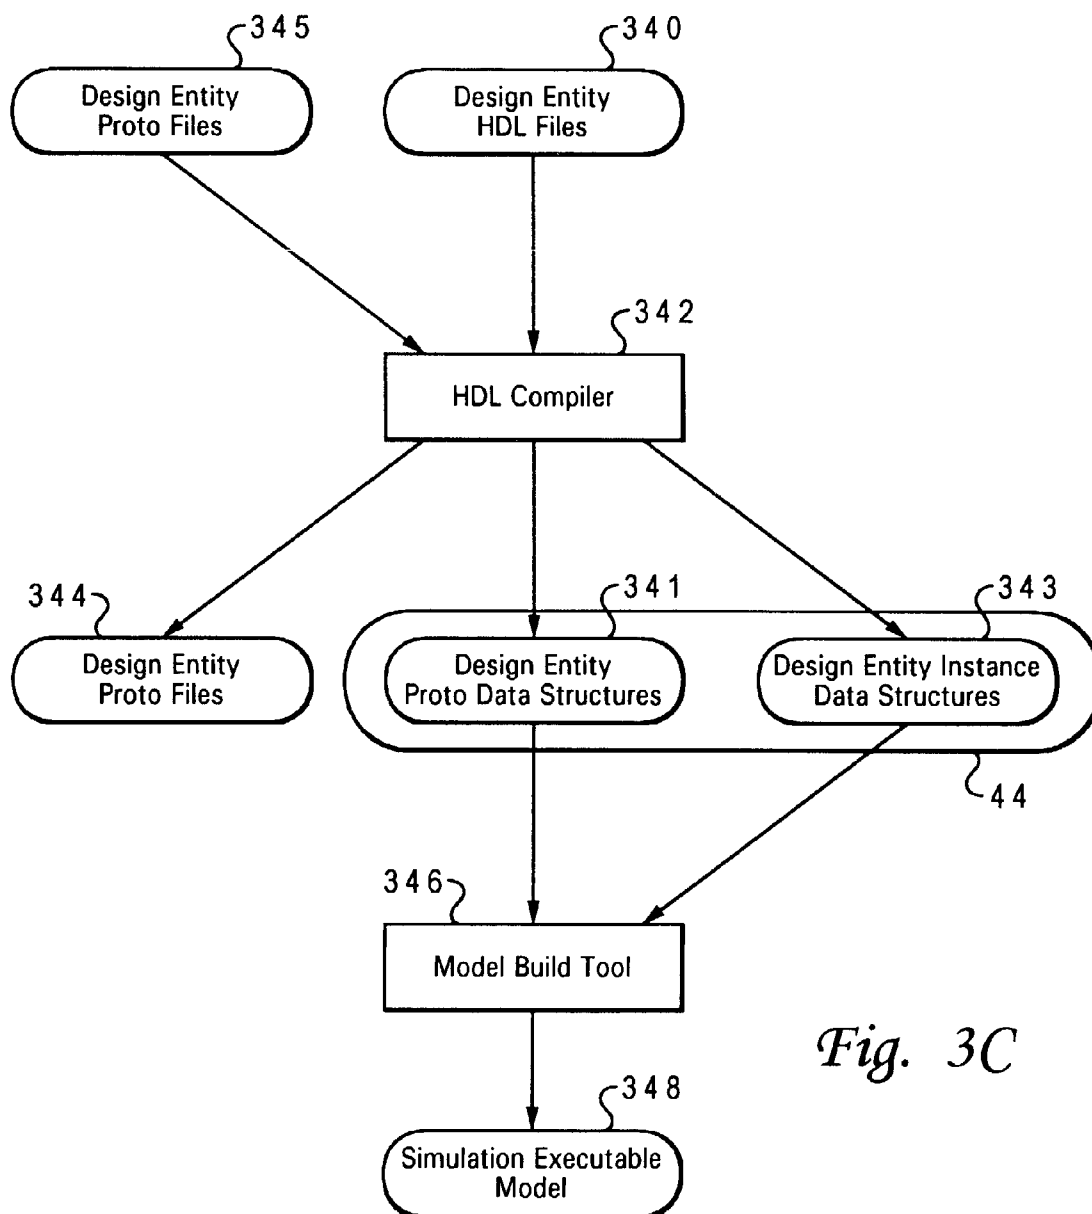 345
340
Design Entity
Proto Files
Design Entity
HDL Files
342
HDL Compiler
344
341
343
Design Entity
Proto Files
Design Entity
Proto Data Structures
Design Entity Instance
Data Structures
44
346
Model Build Tool
Fig. 3C
348
Simulation Executable
Model